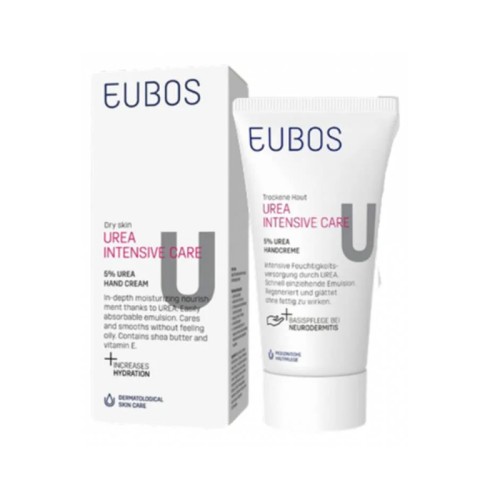 EUBOS
Dry skin
UREA
INTENSIVE CARE
U
5% UREA
HAND CREAM
In-depth moisturizing nourish-
ment thanks to UREA. Easily
absorbable emulsion. Cares
and smooths without feeling
oily. Contains shea butter and
vitamin E.
+INCREASES
HYDRATION
DERMATOLOGICAL
SKIN CARE
EUBOS
Trockene Haut
UREA
INTENSIVE CARE
U
5% UREA
HANDCREME
Intensive Feuchtigkeits-
versorgung durch UREA.
Schnell einziehende Emulsion.
Regeneriert und glättet
ohne fettig zu wirken.
+BASISPFLEGE BEI
NEURODERMITIS
MEDIZINISCHE
HAUTPFLEGE